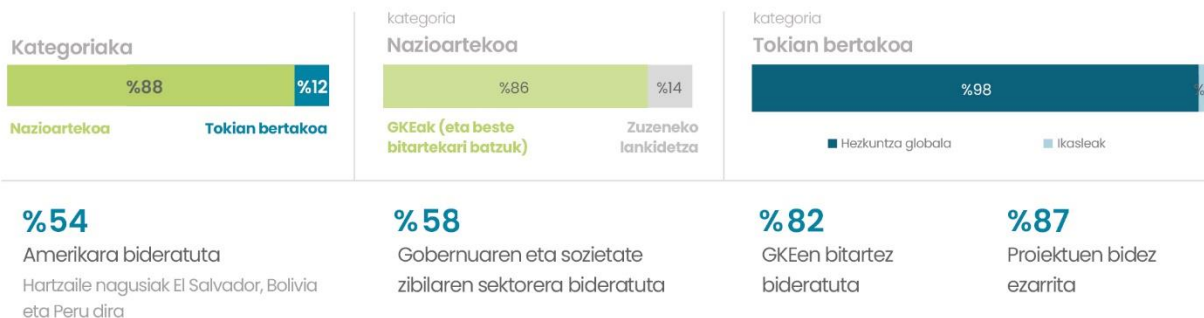 Kategoriaka
%88
%12
Nazioartekoa
Tokian bertakoa
kategoria
Nazioartekoa
%86
%14
GKEak (eta beste
bitartekari batzuk)
Zuzeneko
lankidetza
kategoria
Tokian bertakoa
%98
Hezkuntza globala
Ikasleak
%54
Amerikara bideratuta
Hartzaile nagusiak El Salvador, Bolivia
eta Peru dira
%58
Gobernuaren eta sozietate
zibilaren sektorera bideratuta
%82
GKEen bitartez
bideratuta
%87
Proiektuen bidez
ezarrita